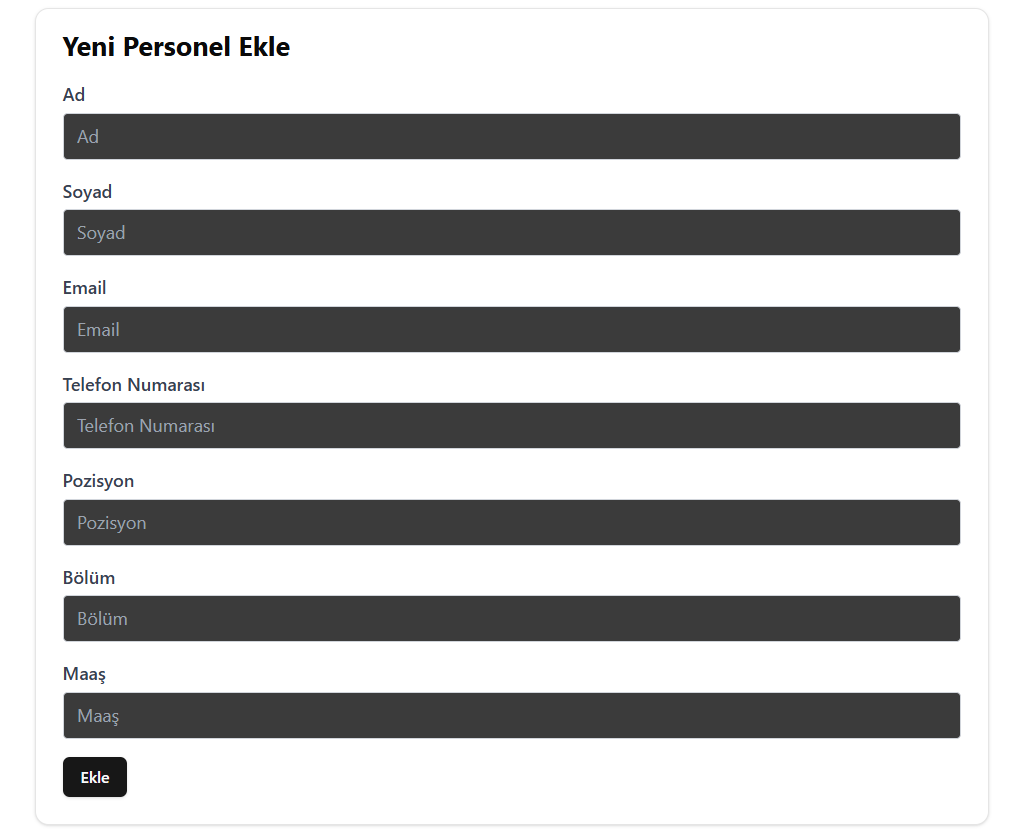 Yeni Personel Ekle
Ad
Ad
Soyad
Soyad
Email
Email
Telefon Numarası
Telefon Numarası
Pozisyon
Pozisyon
Bölüm
Bölüm
Maaş
Maaş
Ekle